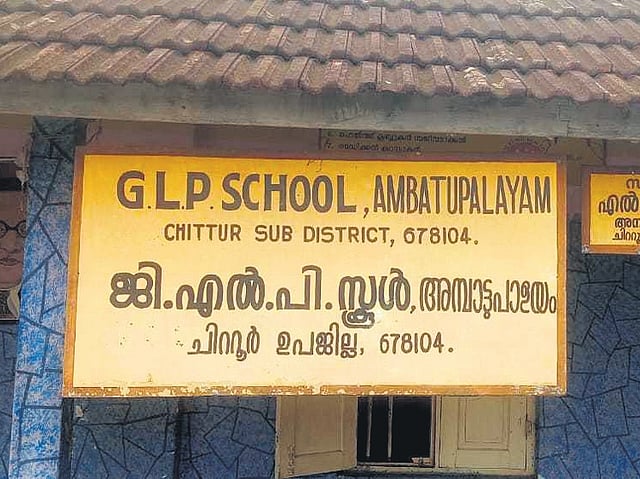 G.L.P. SCHOOL, AMBATUPALAYAM
CHITTUR SUB DISTRICT, 678104.
ജി.എൽ.പി. സ്കൂൾ, അമ്പാട്ടുപാളയം
ചിറ്റൂർ ഉപജില്ല, 678104.